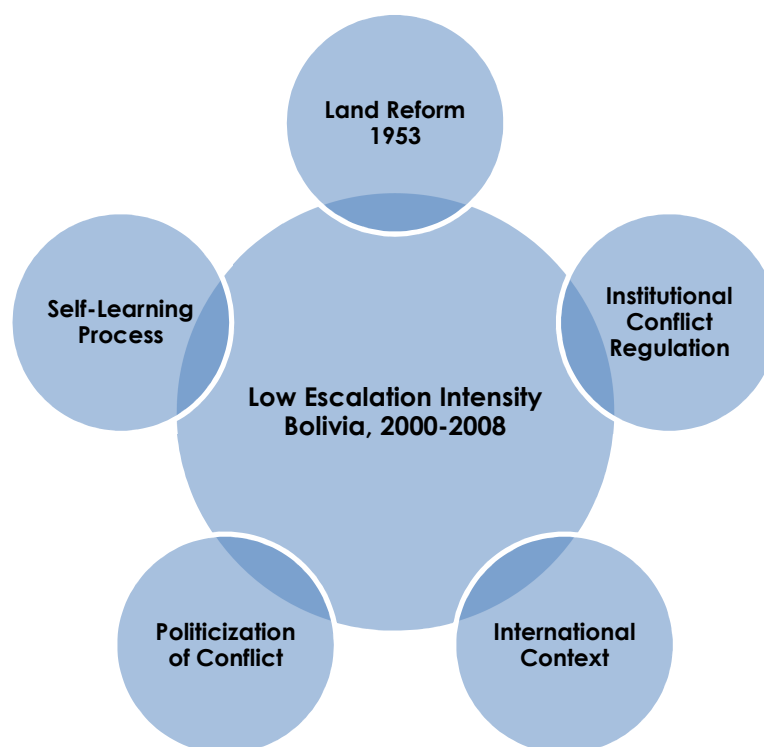 Land Reform
1953
Institutional
Conflict
Regulation
Self-Learning
Process
Low Escalation Intensity
Bolivia, 2000-2008
Politicization
of Conflict
International
Context